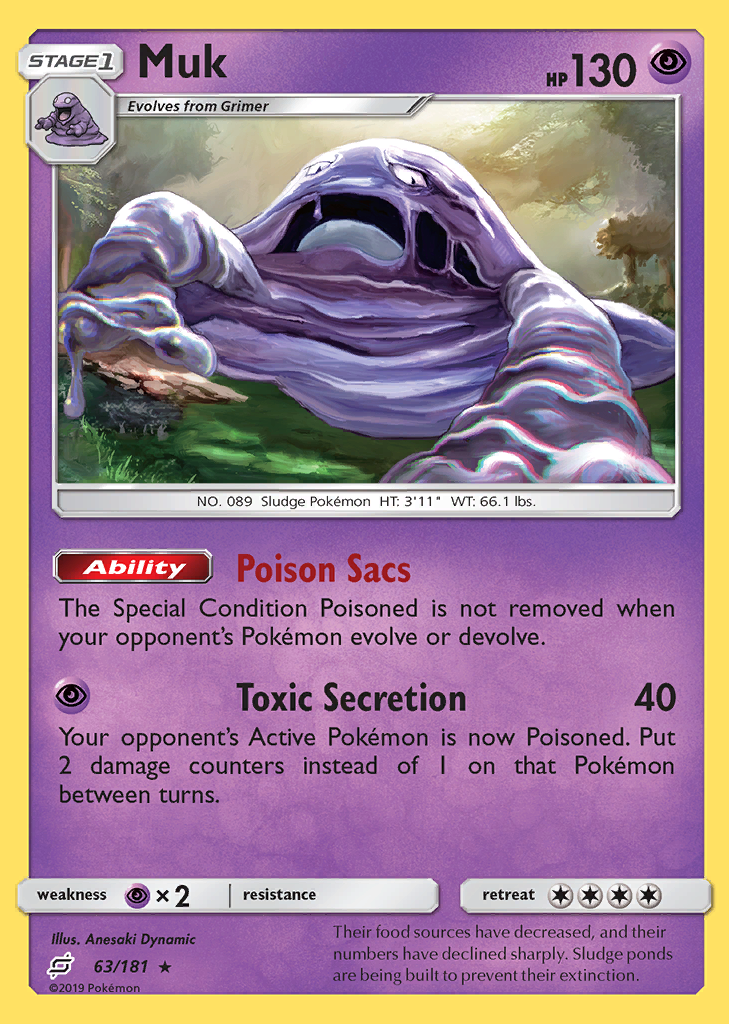 STAGE1
Muk
HP 130
Evolves from Grimer
NO. 089 Sludge Pokémon HT: 3'11" WT: 66.1 lbs.
Ability Poison Sacs
The Special Condition Poisoned is not removed when
your opponent's Pokémon evolve or devolve.
Toxic Secretion 40
Your opponent's Active Pokémon is now Poisoned. Put
2 damage counters instead of 1 on that Pokémon
between turns.
weakness ×2 resistance retreat
Illus. Anesaki Dynamic
63/181 ★
©2019 Pokémon
Their food sources have decreased, and their
numbers have declined sharply. Sludge ponds
are being built to prevent their extinction.